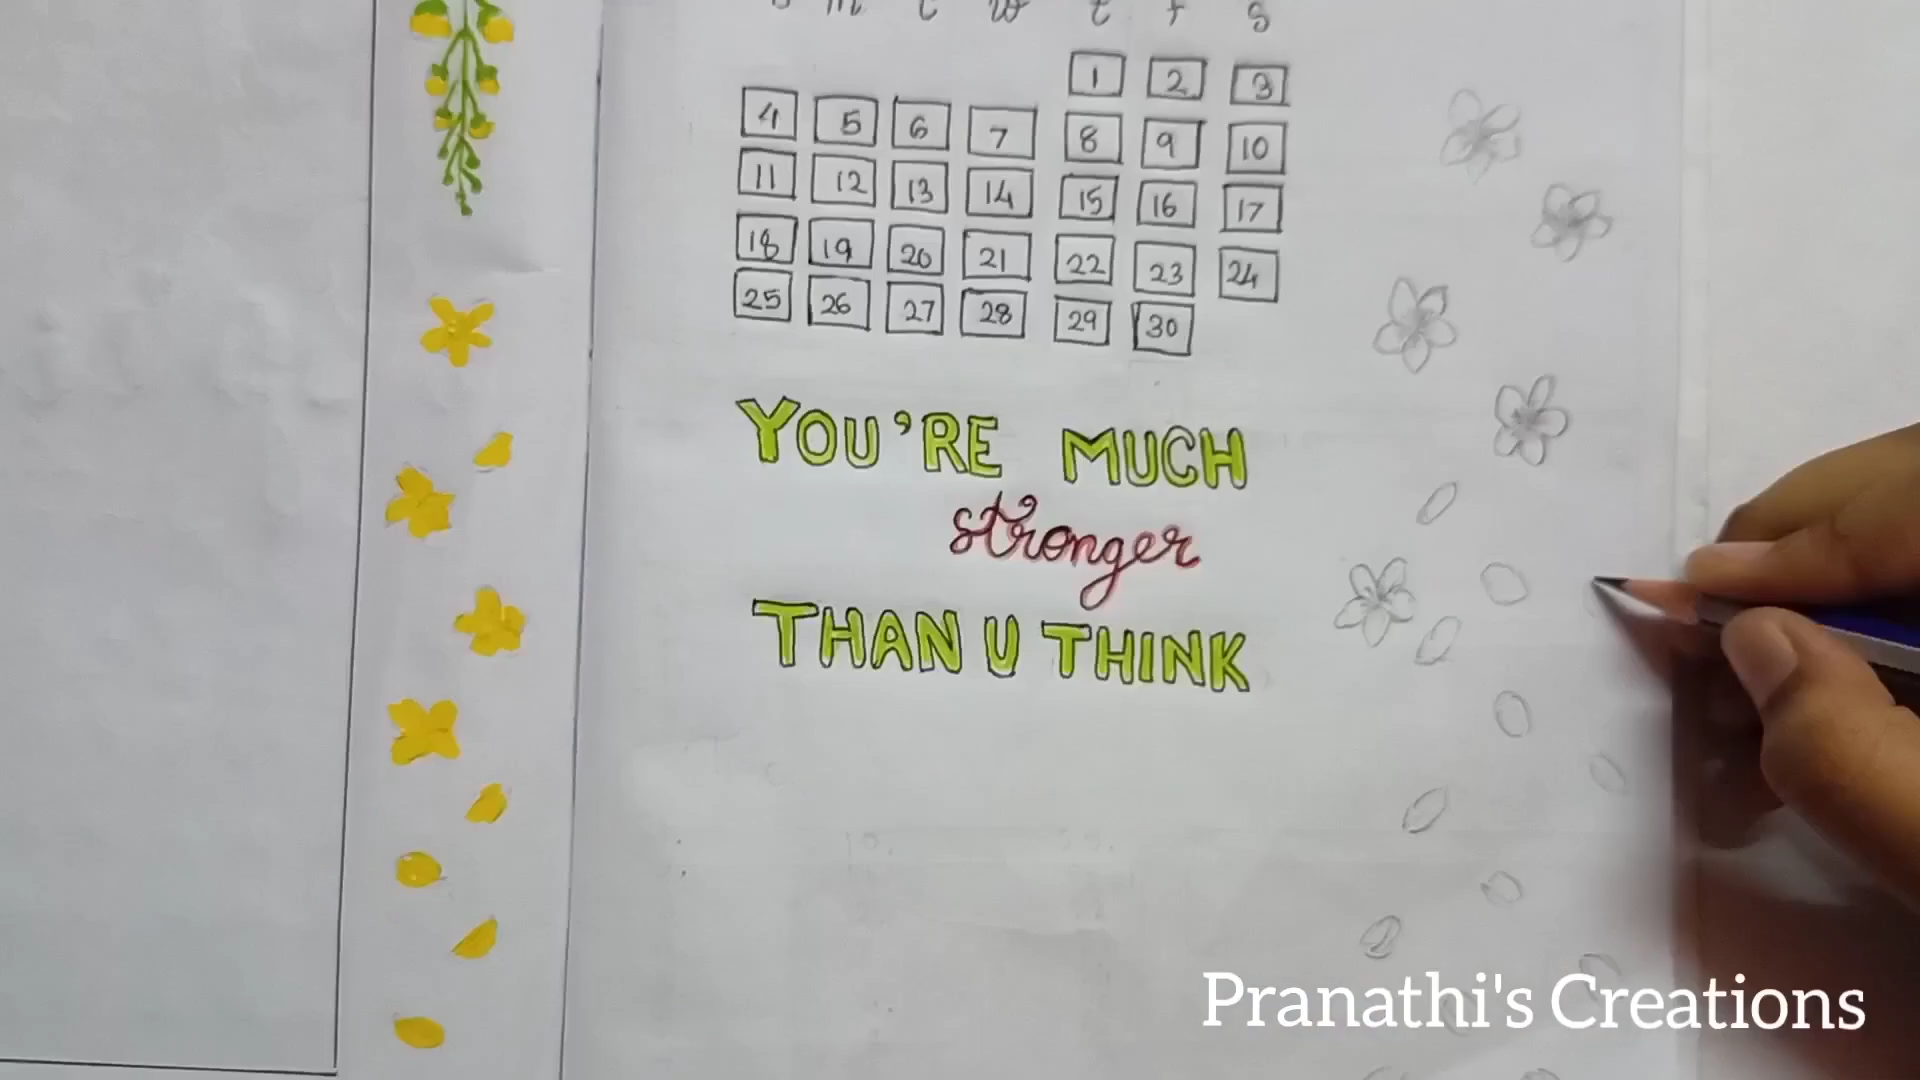 s m t w t f s
1 2 3
4 5 6 7 8 9 10
11 12 13 14 15 16 17
18 19 20 21 22 23 24
25 26 27 28 29 30
YOU'RE MUCH
stronger
THAN U THINK
Pranathi's Creations